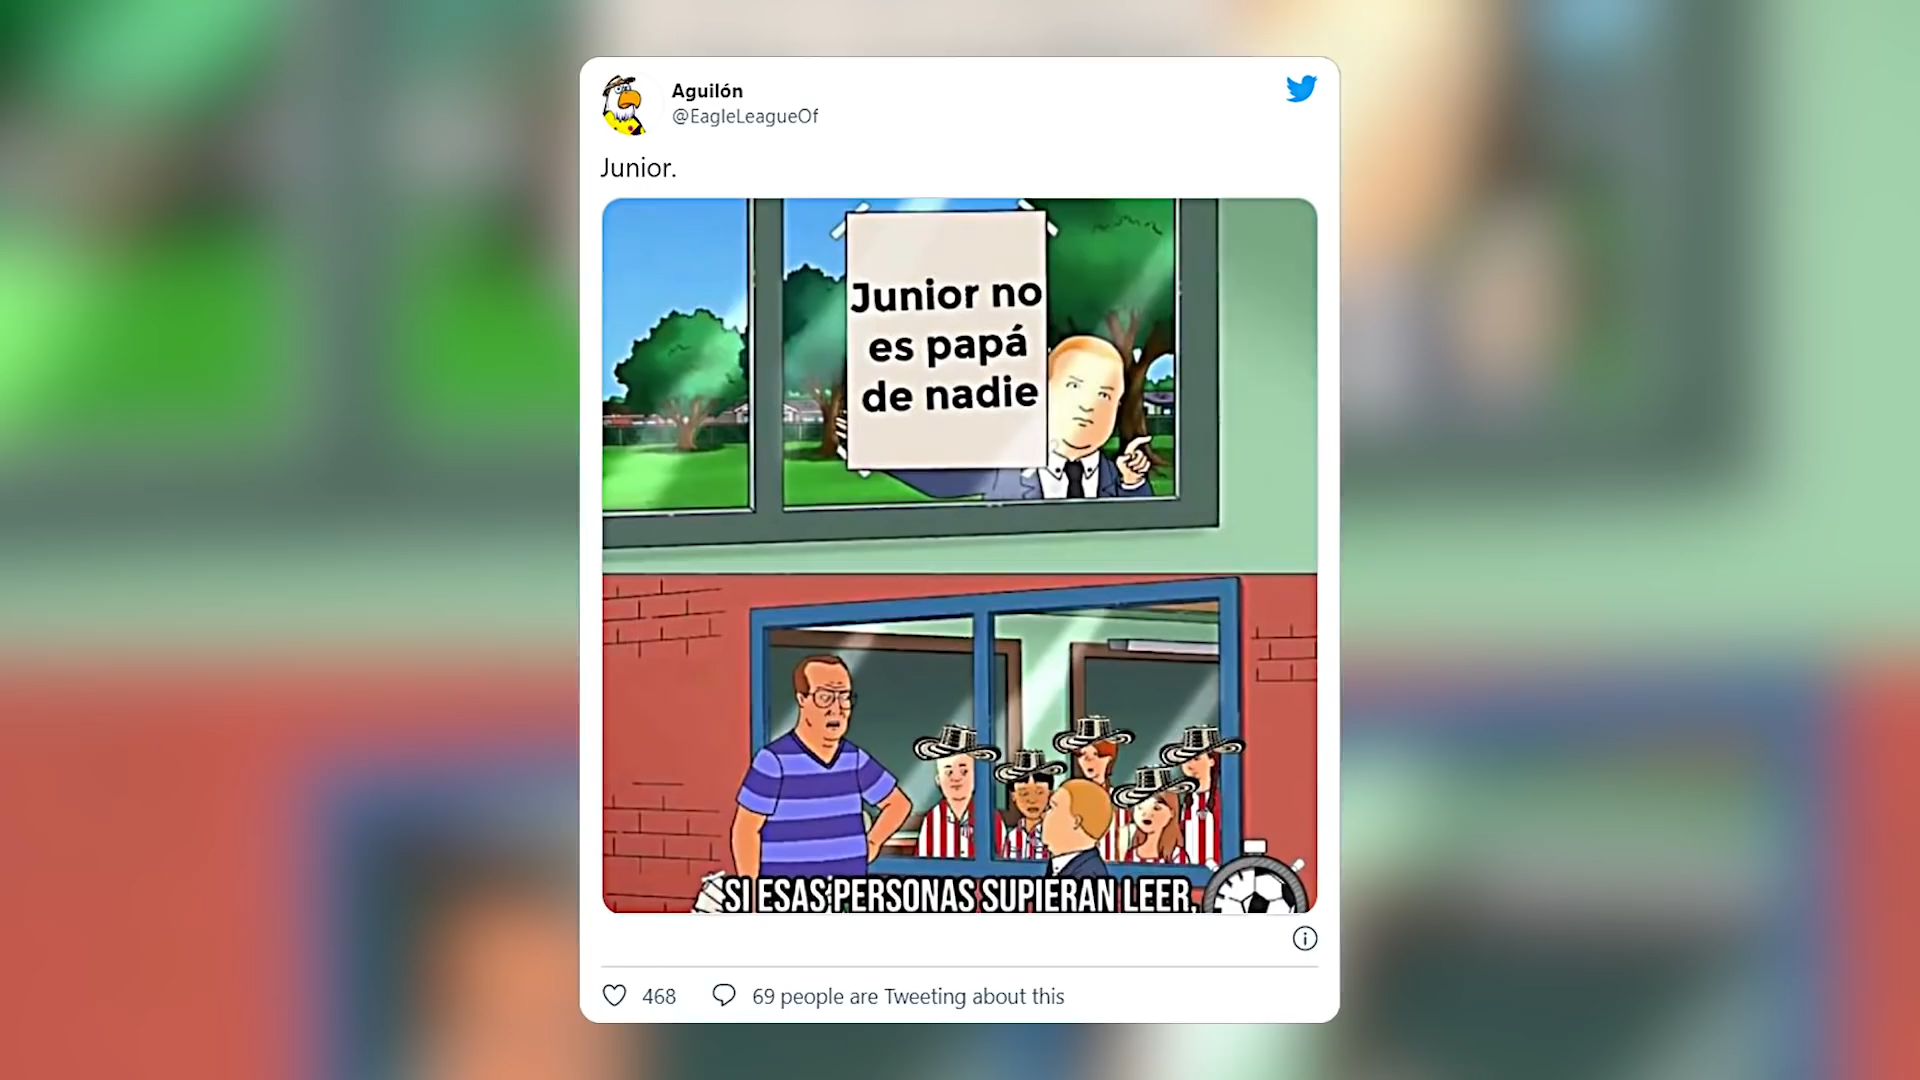 Aguilón
@EagleLeagueOf
Junior.
Junior no
es papá
de nadie
SI ESAS PERSONAS SUPIERAN LEER,
468
69 people are Tweeting about this